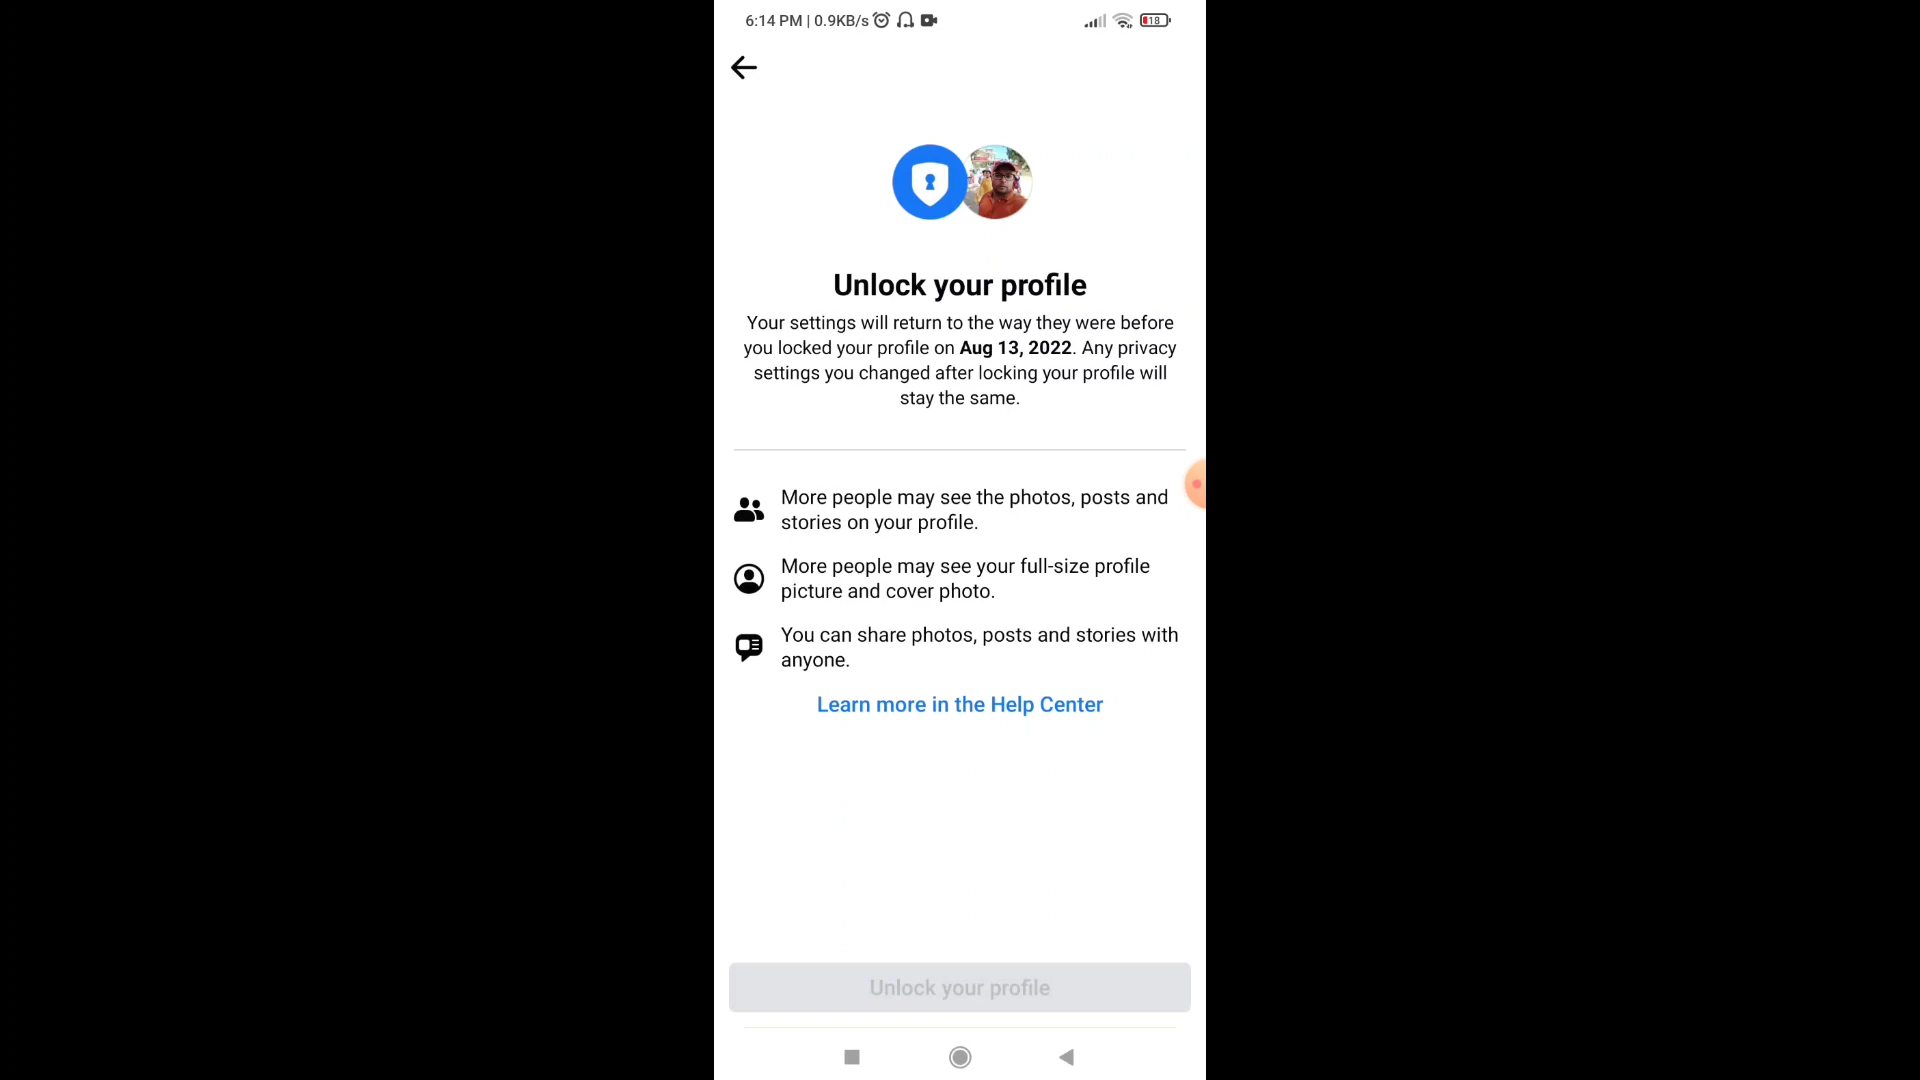 6:14 PM | 0.9KB/s
18
Unlock your profile
Your settings will return to the way they were before
you locked your profile on Aug 13, 2022. Any privacy
settings you changed after locking your profile will
stay the same.
More people may see the photos, posts and
stories on your profile.
More people may see your full-size profile
picture and cover photo.
You can share photos, posts and stories with
anyone.
Learn more in the Help Center
Unlock your profile